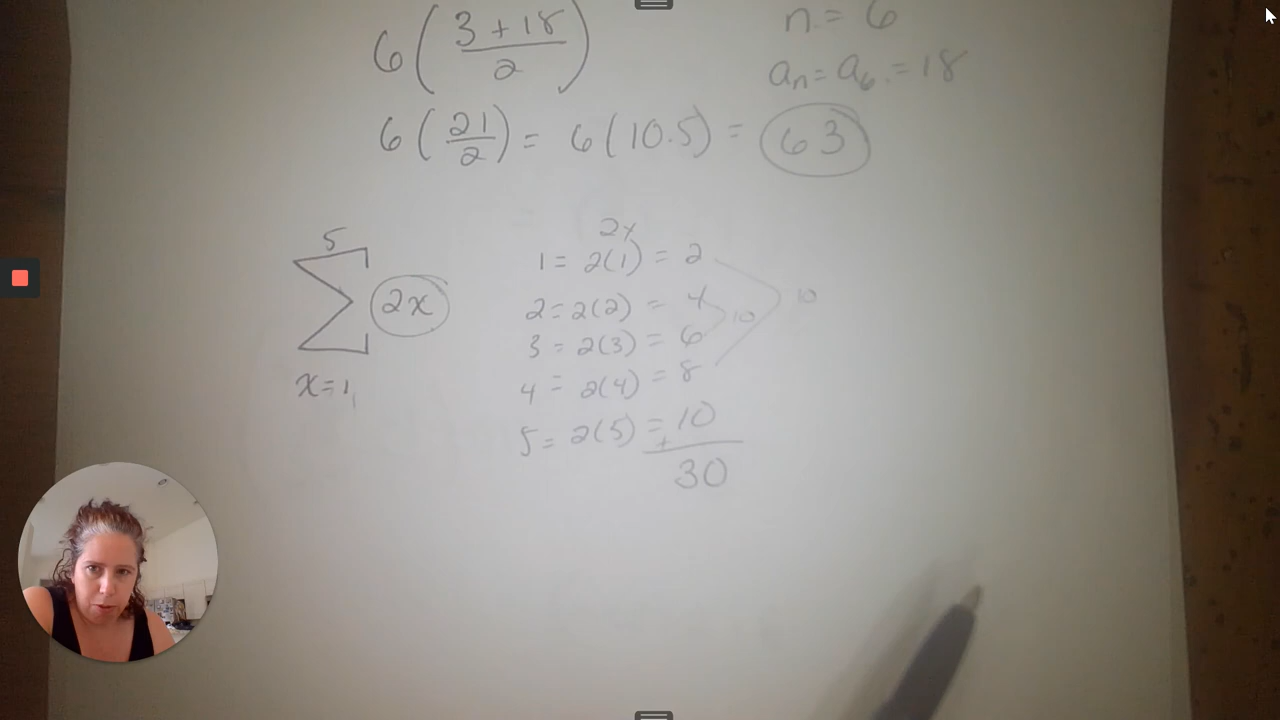 6 ( 3 + 18 / 2 )
n = 6
aₙ = a₆ = 18
6 ( 21 / 2 ) = 6 (10.5) = 63
5
Σ 2x
x = 1
2x
1 = 2(1) = 2
2 = 2(2) = 4
3 = 2(3) = 6
4 = 2(4) = 8
5 = 2(5) = 10
+
30
10
10